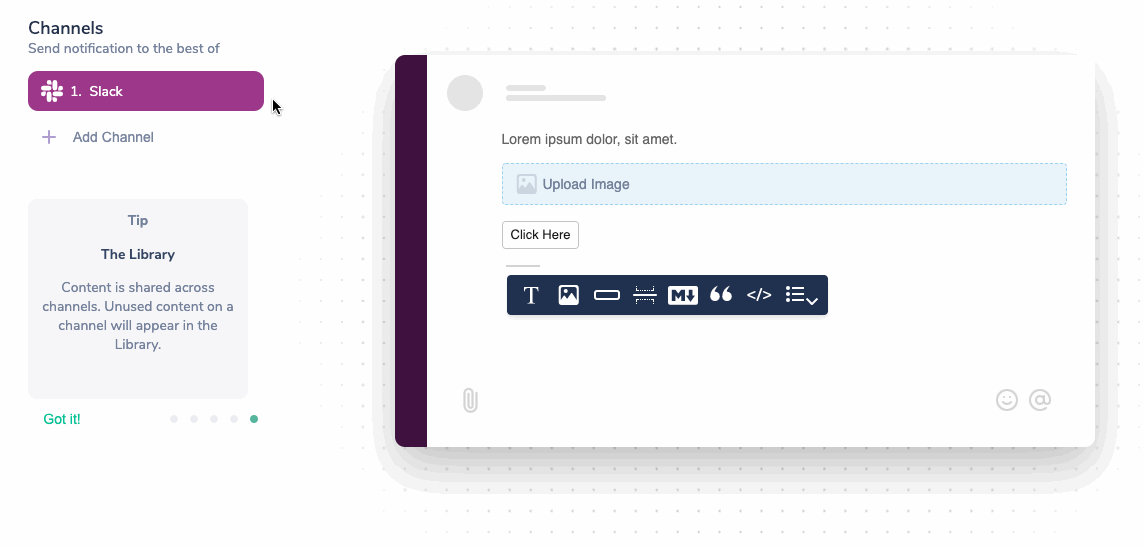 Channels
Send notification to the best of
1. Slack
Add Channel
Tip
The Library
Content is shared across
channels. Unused content on a
channel will appear in the
Library.
Got it!
Lorem ipsum dolor, sit amet.
Upload Image
Click Here
T M </>
@